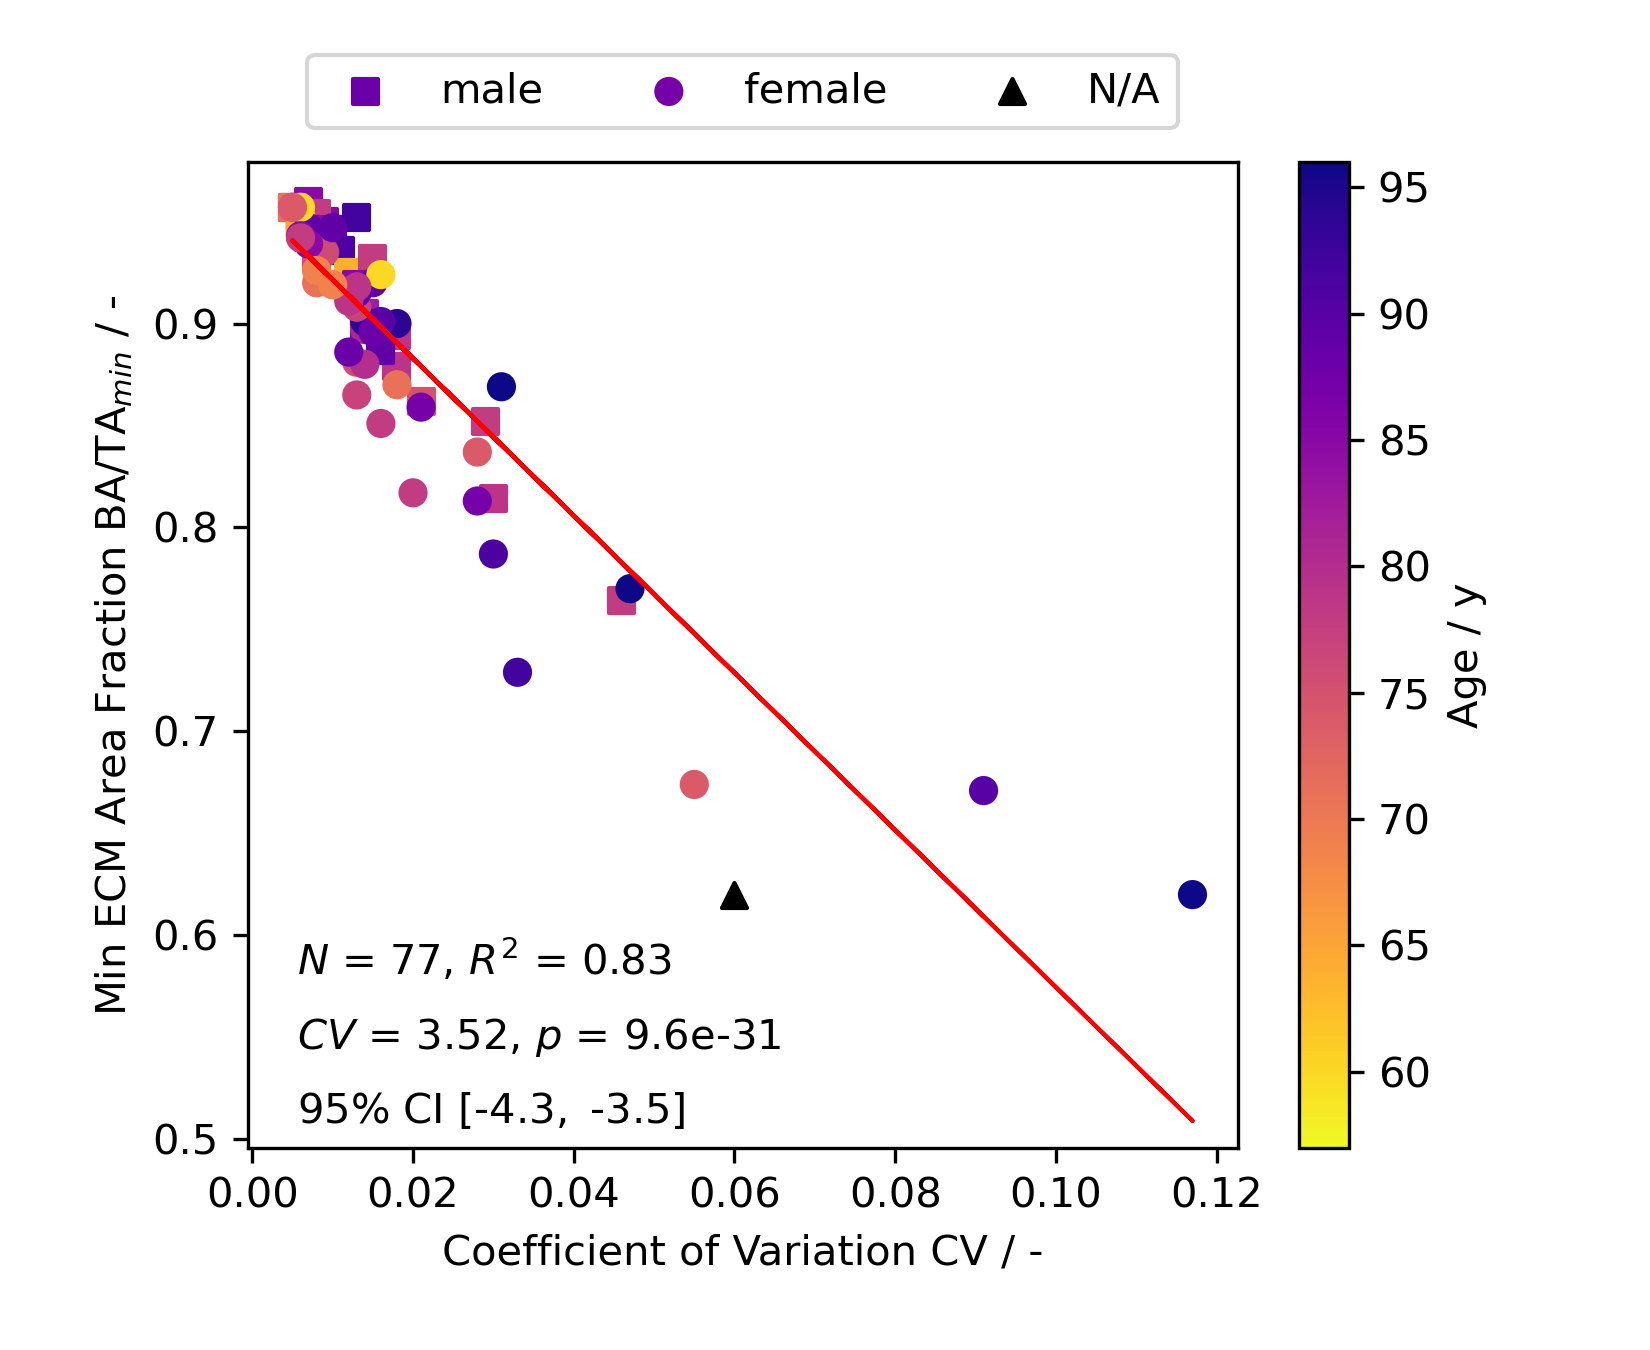 male female N/A
Min ECM Area Fraction BA/TA_min / -
0.9
0.8
0.7
0.6
0.5
N = 77, R² = 0.83
CV = 3.52, p = 9.6e-31
95% CI [-4.3, -3.5]
0.00 0.02 0.04 0.06 0.08 0.10 0.12
Coefficient of Variation CV / -
95
90
85
80
75
70
65
60
Age / y